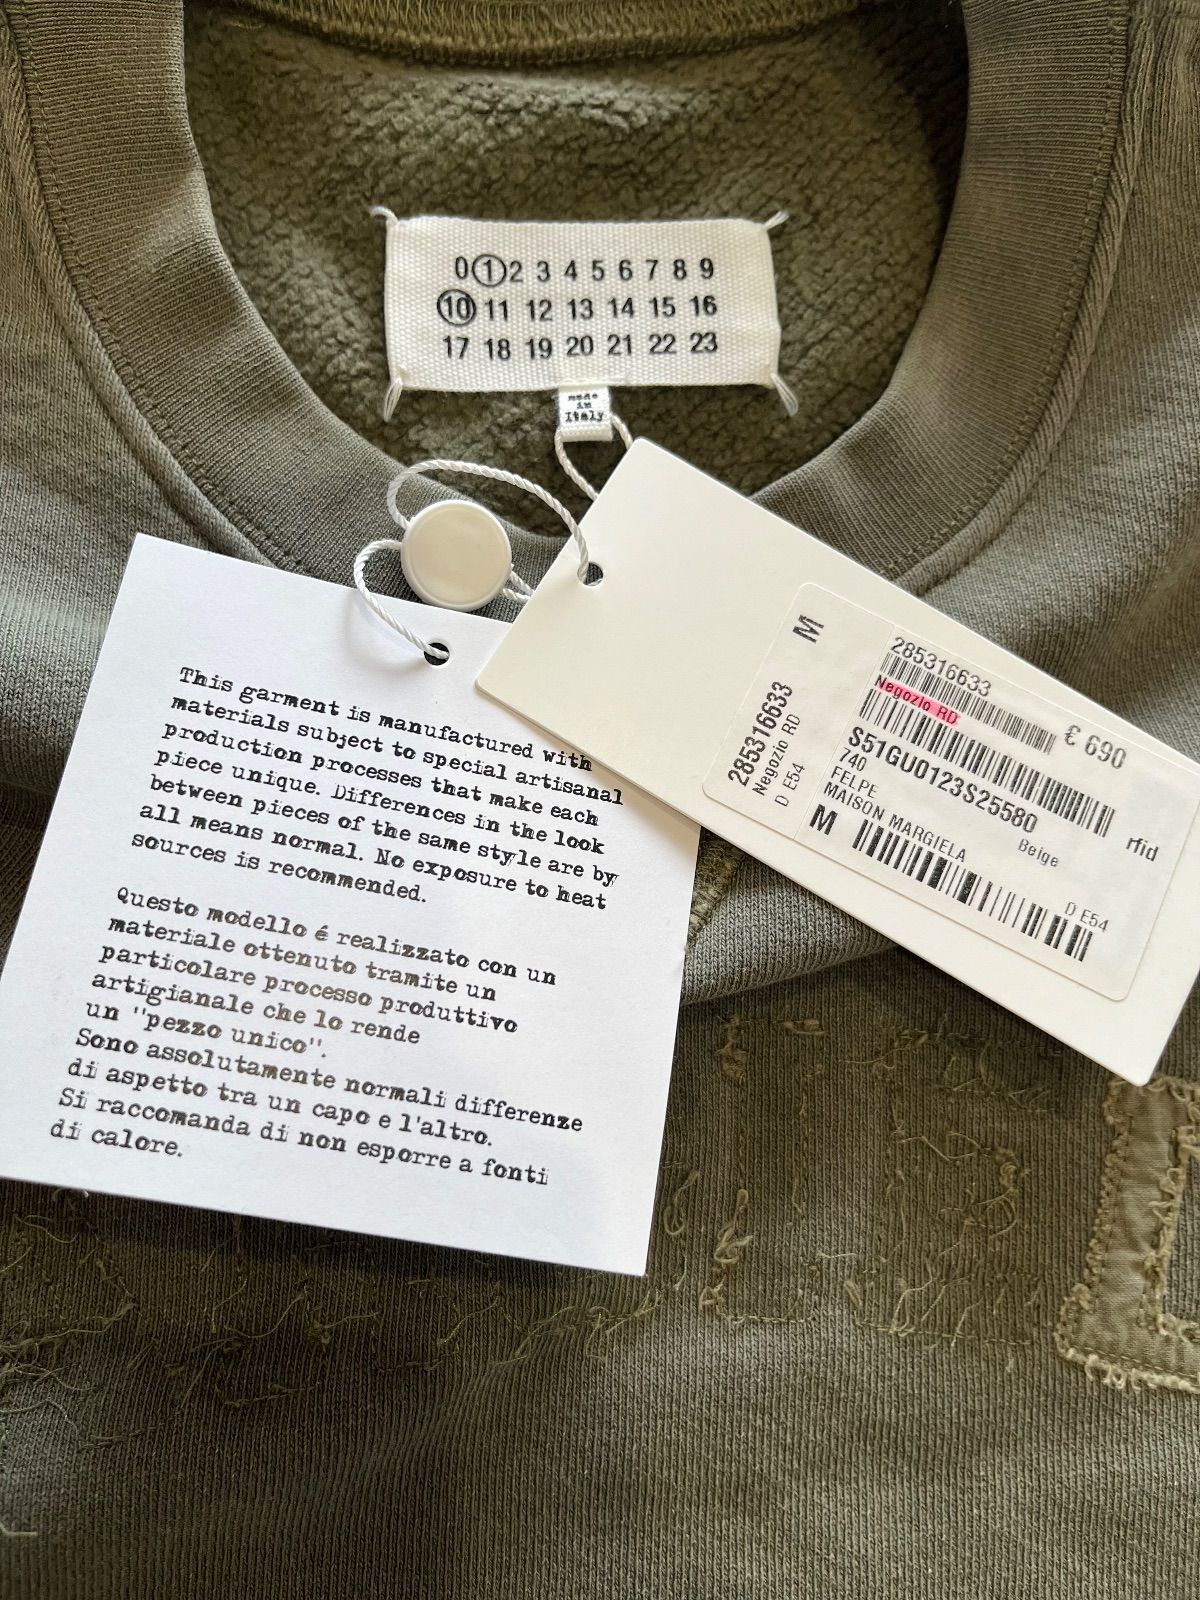 0 1 2 3 4 5 6 7 8 9
10 11 12 13 14 15 16
17 18 19 20 21 22 23
made
in
Italy
This garment is manufactured with
materials subject to special artisanal
production processes that make each
piece unique. Differences in the look
between pieces of the same style are by
all means normal. No exposure to heat
sources is recommended.
Questo modello é realizzato con un
materiale ottenuto tramite un
particolare processo produttivo
artigianale che lo rende
un "pezzo unico".
Sono assolutamente normali differenze
di aspetto tra un capo e l'altro.
Si raccomanda di non esporre a fonti
di calore.
M
285316633
Negozio RD
D E54
285316633
Negozio RD
€ 690
S51GU0123S25580
740
FELPE
Beige
rfid
MAISON MARGIELA
M
D E54